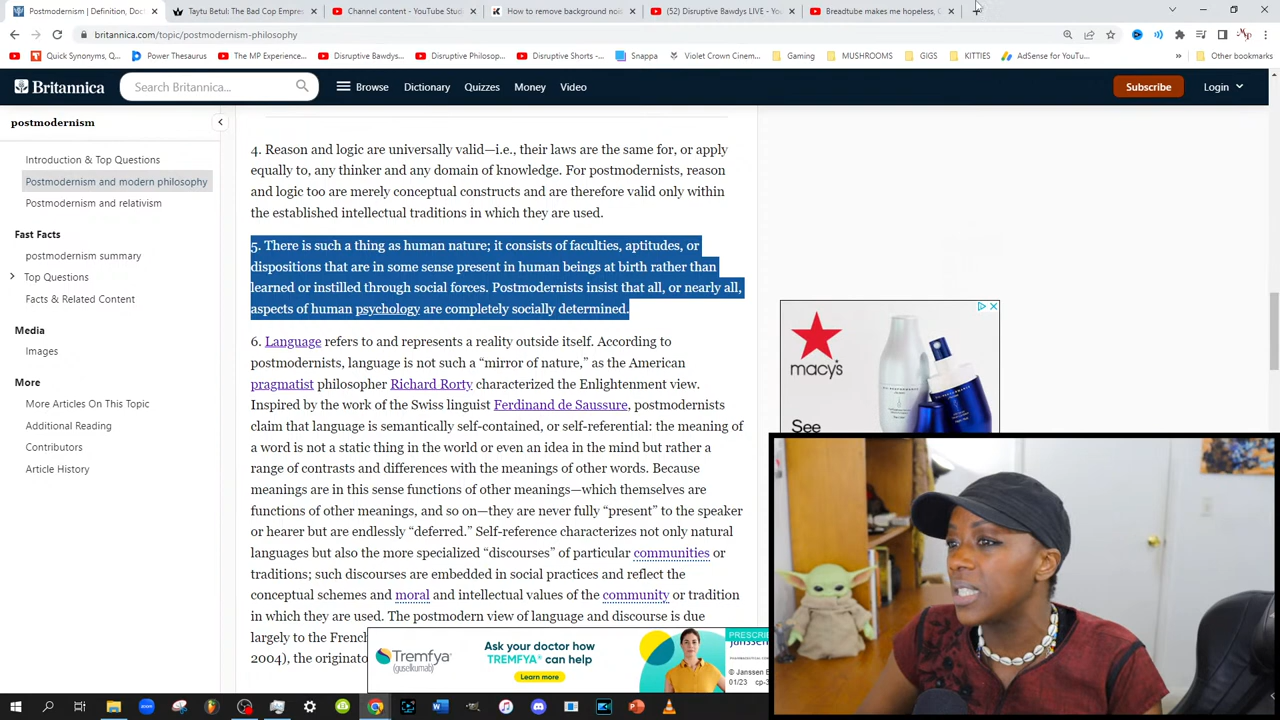 Postmodernism | Definition, Doct
Taytu Betul: The Bad Cop Empres
Channel content - YouTube Studi
How to remove background nois
(52) Disruptive Bawdys LIVE - Yo
Breadtube makes me hopeless, C
britannica.com/topic/postmodernism-philosophy
Quick Synonyms, Q...
Power Thesaurus
The MP Experience...
Disruptive Bawdys...
Disruptive Philosop...
Disruptive Shorts -...
Snappa
Violet Crown Cinem...
Gaming
MUSHROOMS
GIGS
KITTIES
AdSense for YouTu...
Other bookmarks
Britannica
Search Britannica...
Browse
Dictionary
Quizzes
Money
Video
Subscribe
Login
postmodernism
Introduction & Top Questions
Postmodernism and modern philosophy
Postmodernism and relativism
Fast Facts
postmodernism summary
Top Questions
Facts & Related Content
Media
Images
More
More Articles On This Topic
Additional Reading
Contributors
Article History
4. Reason and logic are universally valid—i.e., their laws are the same for, or apply
equally to, any thinker and any domain of knowledge. For postmodernists, reason
and logic too are merely conceptual constructs and are therefore valid only within
the established intellectual traditions in which they are used.
5. There is such a thing as human nature; it consists of faculties, aptitudes, or
dispositions that are in some sense present in human beings at birth rather than
learned or instilled through social forces. Postmodernists insist that all, or nearly all,
aspects of human psychology are completely socially determined.
6. Language refers to and represents a reality outside itself. According to
postmodernists, language is not such a “mirror of nature,” as the American
pragmatist philosopher Richard Rorty characterized the Enlightenment view.
Inspired by the work of the Swiss linguist Ferdinand de Saussure, postmodernists
claim that language is semantically self-contained, or self-referential: the meaning of
a word is not a static thing in the world or even an idea in the mind but rather a
range of contrasts and differences with the meanings of other words. Because
meanings are in this sense functions of other meanings—which themselves are
functions of other meanings, and so on—they are never fully “present” to the speaker
or hearer but are endlessly “deferred.” Self-reference characterizes not only natural
languages but also the more specialized “discourses” of particular communities or
traditions; such discourses are embedded in social practices and reflect the
conceptual schemes and moral and intellectual values of the community or tradition
in which they are used. The postmodern view of language and discourse is due
largely to the French
2004), the originato
macys
See
Tremfya
(guselkumab)
Ask your doctor how
TREMFYA® can help
Learn more
PRESCRI
Janssen
© Janssen B
01/23 cp-3